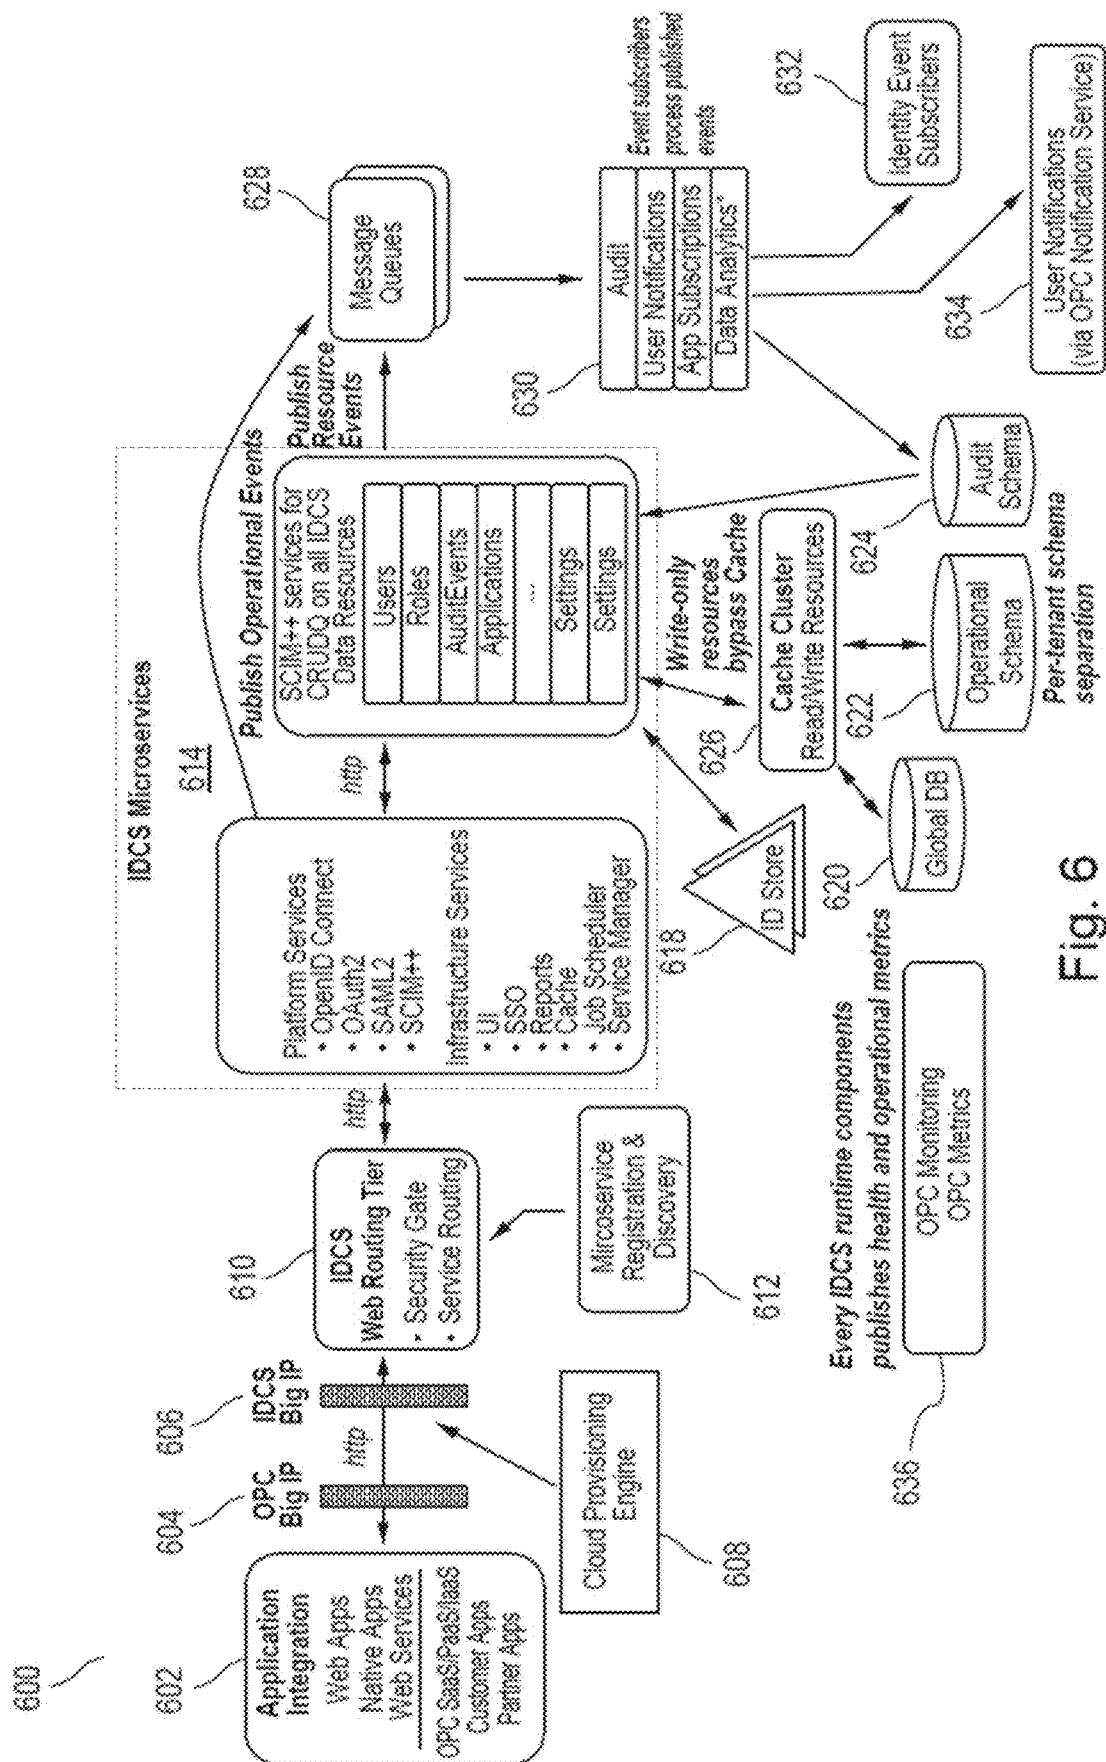 600
602
Application
Integration
Web Apps
Native Apps
Web Services
OPC SaaS/PaaS/IaaS
Customer Apps
Partner Apps
604
OPC
Big IP
http
606
IDCS
Big IP
Cloud Provisioning
Engine
608
610
IDCS
Web Routing Tier
• Security Gate
• Service Routing
http
Mircoservice
Registration &
Discovery
612
IDCS Microservices
614
Platform Services
• OpenID Connect
• OAuth2
• SAML2
• SCIM++
Infrastructure Services
• UI
• SSO
• Reports
• Cache
• Job Scheduler
• Service Manager
http
Publish Operational Events
SCIM++ services for
CRUDQ on all IDCS
Data Resources
Users
Roles
AuditEvents
Applications
...
Settings
Settings
Publish
Resource
Events
628
Message
Queues
630
Audit
User Notifications
App Subscriptions
Data Analytics*
Event subscribers
process published
events
632
Identity Event
Subscribers
634
User Notifications
(via OPC Notification Service)
Write-only
resources
bypass Cache
626
Cache Cluster
Read/Write Resources
618
ID Store
620
Global DB
622
Operational
Schema
624
Audit
Schema
Per-tenant schema
separation
Every IDCS runtime components
publishes health and operational metrics
OPC Monitoring
OPC Metrics
636
Fig. 6